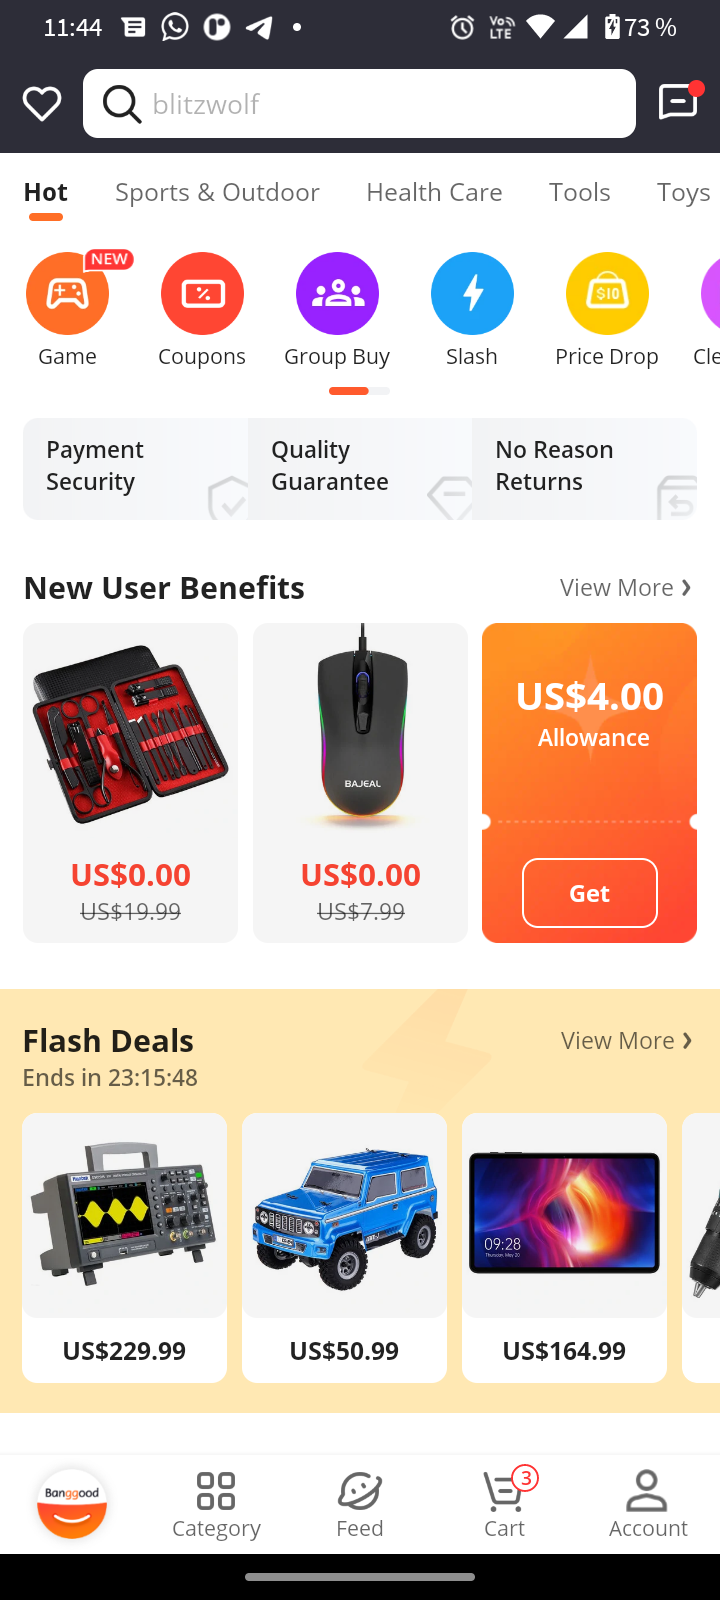 11:44
Vo LTE
73 %
blitzwolf
Hot
Sports & Outdoor
Health Care
Tools
Toys
NEW
$10
Game
Coupons
Group Buy
Slash
Price Drop
Cle
Payment
Security
Quality
Guarantee
No Reason
Returns
New User Benefits
View More
BAJEAL
US$0.00
US$19.99
US$0.00
US$7.99
US$4.00
Allowance
Get
Flash Deals
View More
Ends in 23:15:48
09:28
US$229.99
US$50.99
US$164.99
Banggood
3
Category
Feed
Cart
Account